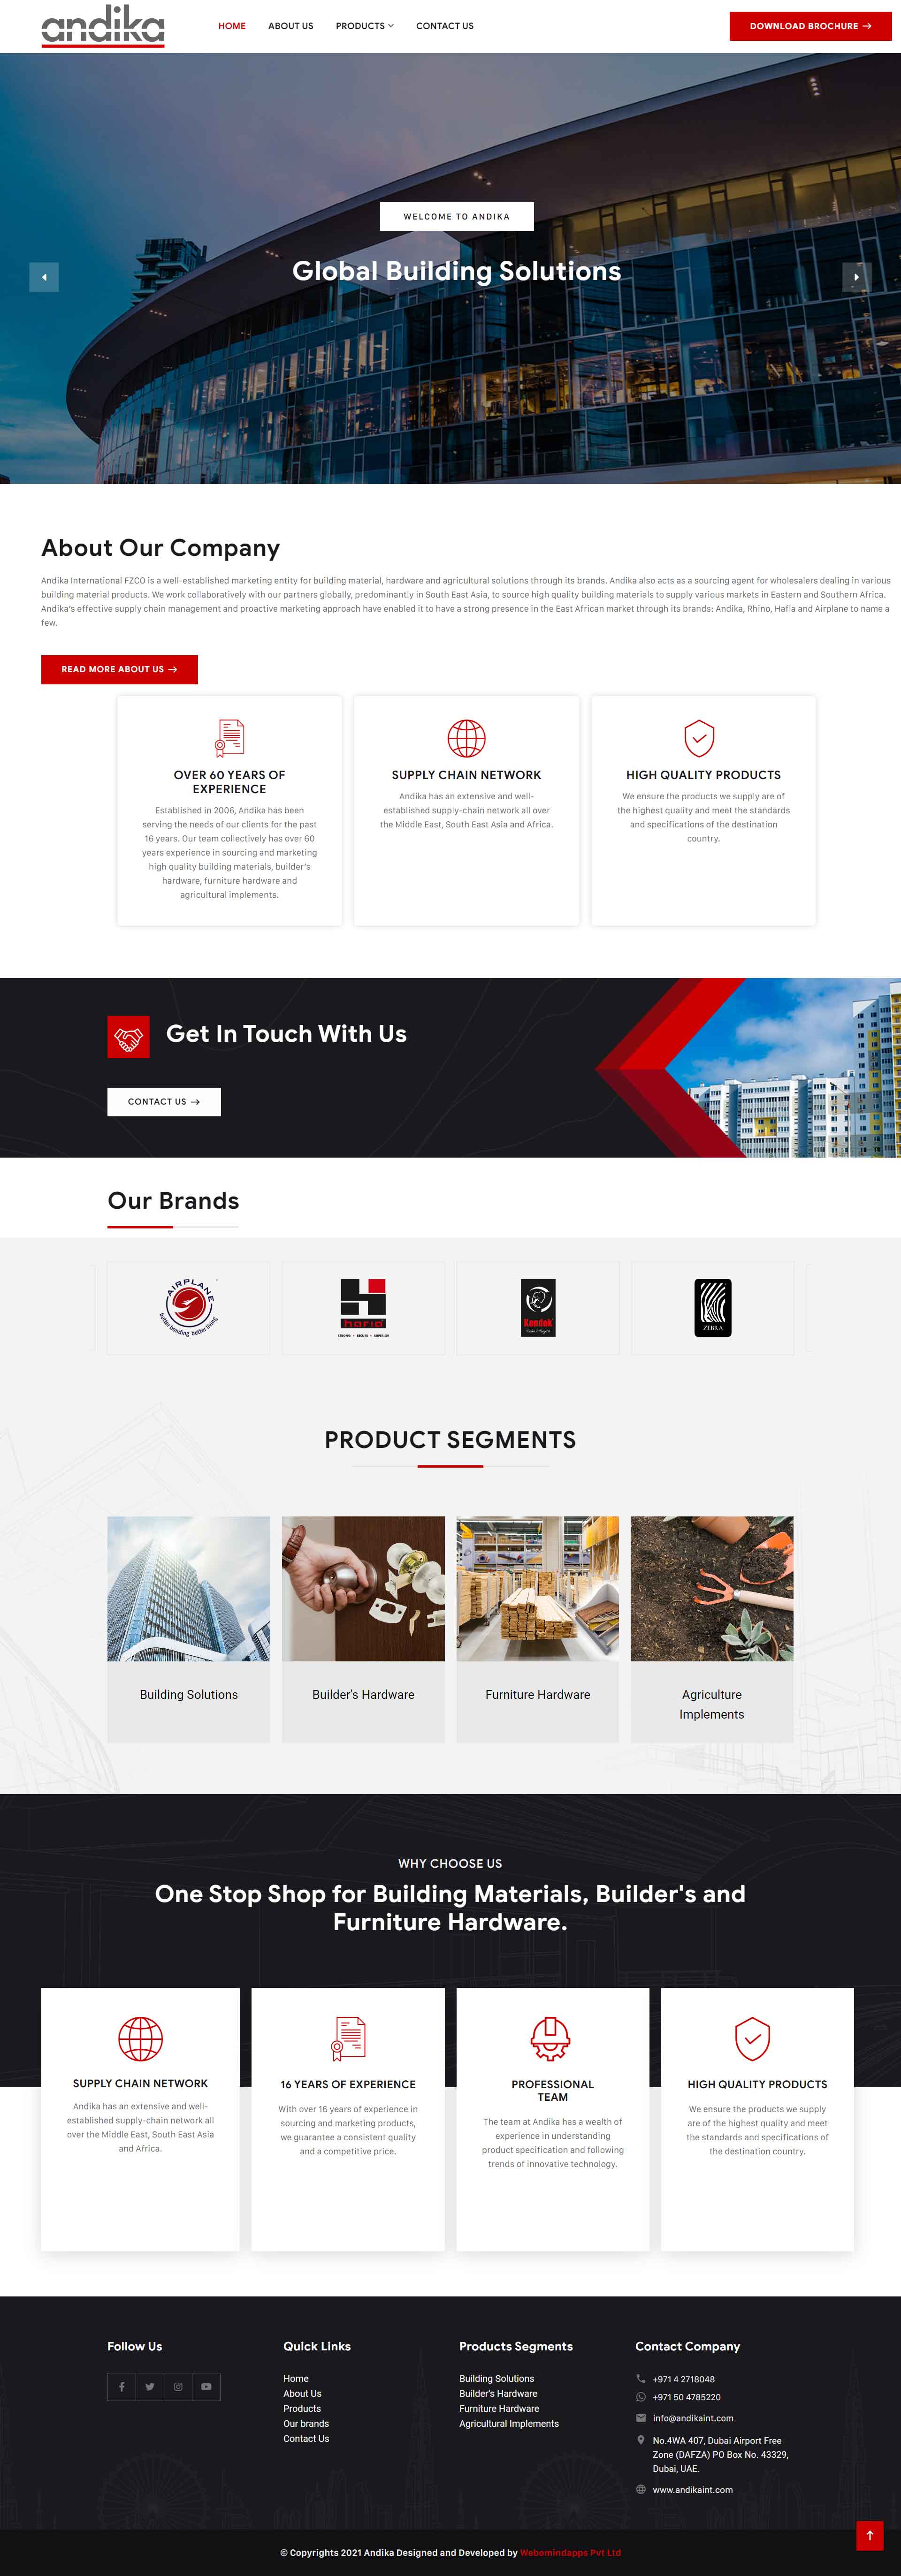 andika
HOME
ABOUT US
PRODUCTS
CONTACT US
DOWNLOAD BROCHURE
WELCOME TO ANDIKA
Global Building Solutions
About Our Company
Andika International FZCO is a well-established marketing entity for building material, hardware and agricultural solutions through its brands. Andika also acts as a sourcing agent for wholesalers dealing in various
building material products. We work collaboratively with our partners globally, predominantly in South East Asia, to source high quality building materials to supply various markets in Eastern and Southern Africa.
Andika's effective supply chain management and proactive marketing approach have enabled it to have a strong presence in the East African market through its brands: Andika, Rhino, Hafla and Airplane to name a
few.
READ MORE ABOUT US
OVER 60 YEARS OF
EXPERIENCE
Established in 2006, Andika has been
serving the needs of our clients for the past
16 years. Our team collectively has over 60
years experience in sourcing and marketing
high quality building materials, builder's
hardware, furniture hardware and
agricultural implements.
SUPPLY CHAIN NETWORK
Andika has an extensive and well-
established supply-chain network all over
the Middle East, South East Asia and Africa.
HIGH QUALITY PRODUCTS
We ensure the products we supply are of
the highest quality and meet the standards
and specifications of the destination
country.
Get In Touch With Us
CONTACT US
Our Brands
AIRPLANE
better bending better living
haria
STRONG • SECURE • SUPERIOR
Knndok
ZEBRA
PRODUCT SEGMENTS
Building Solutions
Builder's Hardware
Furniture Hardware
Agriculture
Implements
WHY CHOOSE US
One Stop Shop for Building Materials, Builder's and
Furniture Hardware.
SUPPLY CHAIN NETWORK
Andika has an extensive and well-
established supply-chain network all
over the Middle East, South East Asia
and Africa.
16 YEARS OF EXPERIENCE
With over 16 years of experience in
sourcing and marketing products,
we guarantee a consistent quality
and a competitive price.
PROFESSIONAL
TEAM
The team at Andika has a wealth of
experience in understanding
product specification and following
trends of innovative technology.
HIGH QUALITY PRODUCTS
We ensure the products we supply
are of the highest quality and meet
the standards and specifications of
the destination country.
Follow Us
Quick Links
Home
About Us
Products
Our brands
Contact Us
Products Segments
Building Solutions
Builder's Hardware
Furniture Hardware
Agricultural Implements
Contact Company
+971 4 2718048
+971 50 4785220
info@andikaint.com
No.4WA 407, Dubai Airport Free
Zone (DAFZA) PO Box No. 43329,
Dubai, UAE.
www.andikaint.com
© Copyrights 2021 Andika Designed and Developed by Webomindapps Pvt Ltd